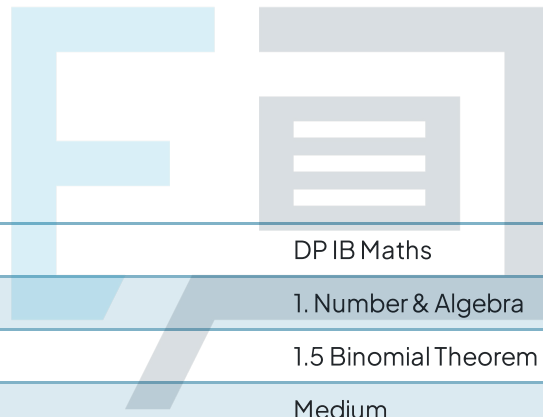 DP IB Maths
1. Number & Algebra
1.5 Binomial Theorem
Medium